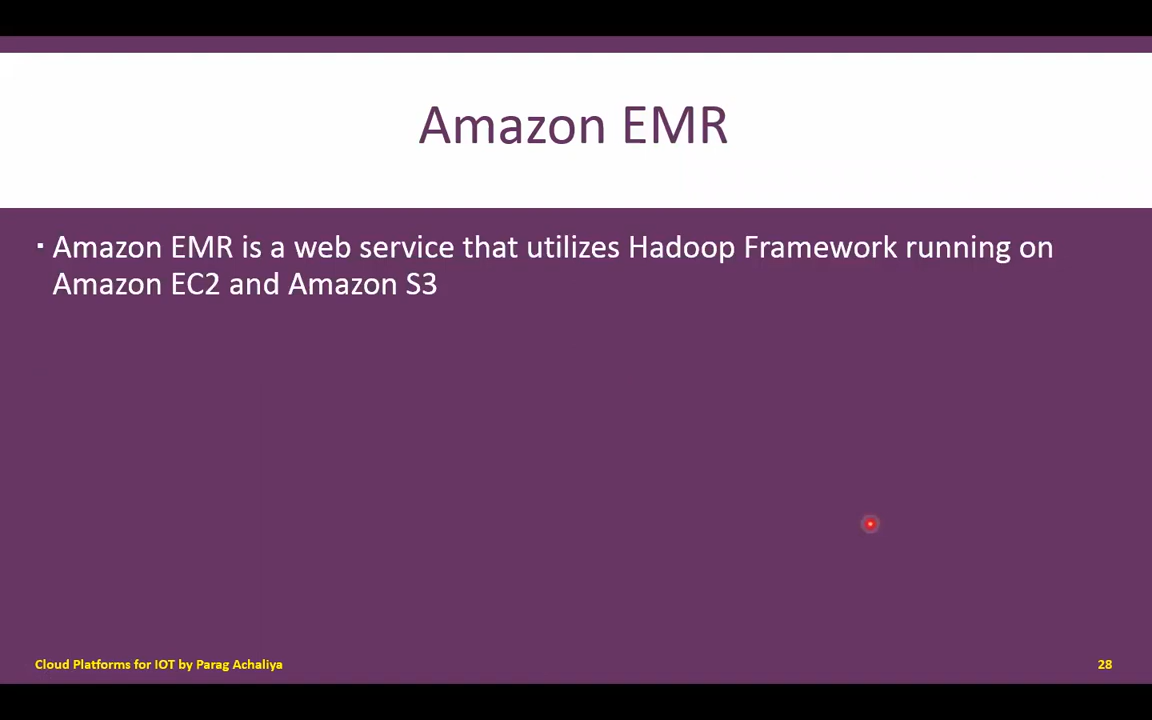 Amazon EMR
▪ Amazon EMR is a web service that utilizes Hadoop Framework running on
Amazon EC2 and Amazon S3
Cloud Platforms for IOT by Parag Achaliya
28